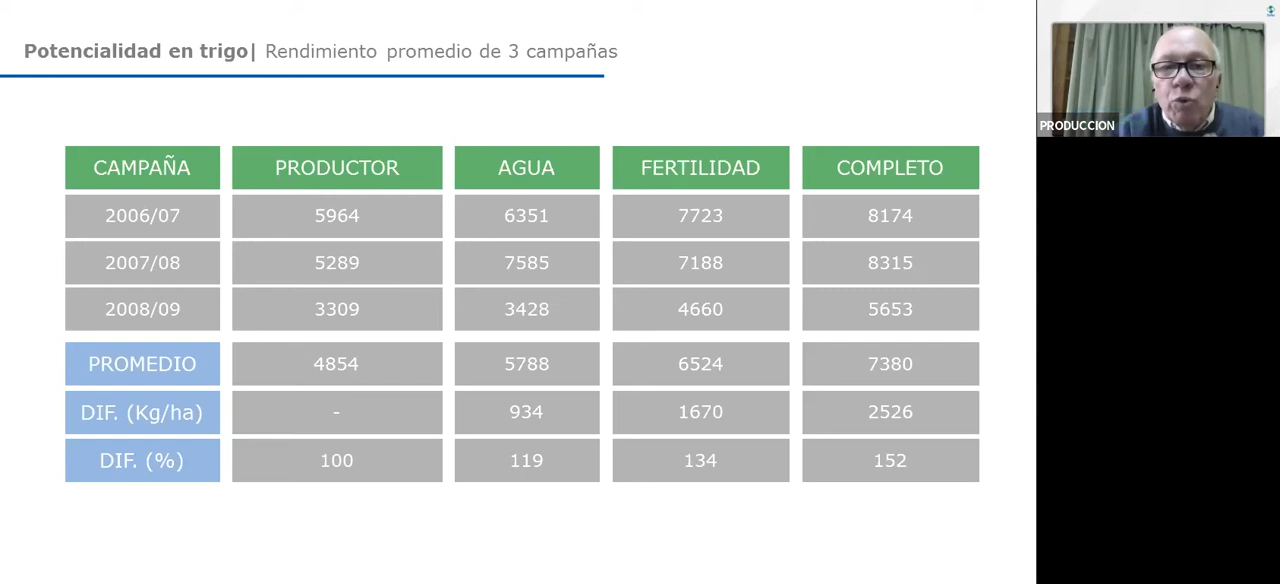 Potencialidad en trigo| Rendimiento promedio de 3 campañas
CAMPAÑA PRODUCTOR AGUA FERTILIDAD COMPLETO
2006/07 5964 6351 7723 8174
2007/08 5289 7585 7188 8315
2008/09 3309 3428 4660 5653
PROMEDIO 4854 5788 6524 7380
DIF. (Kg/ha) - 934 1670 2526
DIF. (%) 100 119 134 152
PRODUCCION